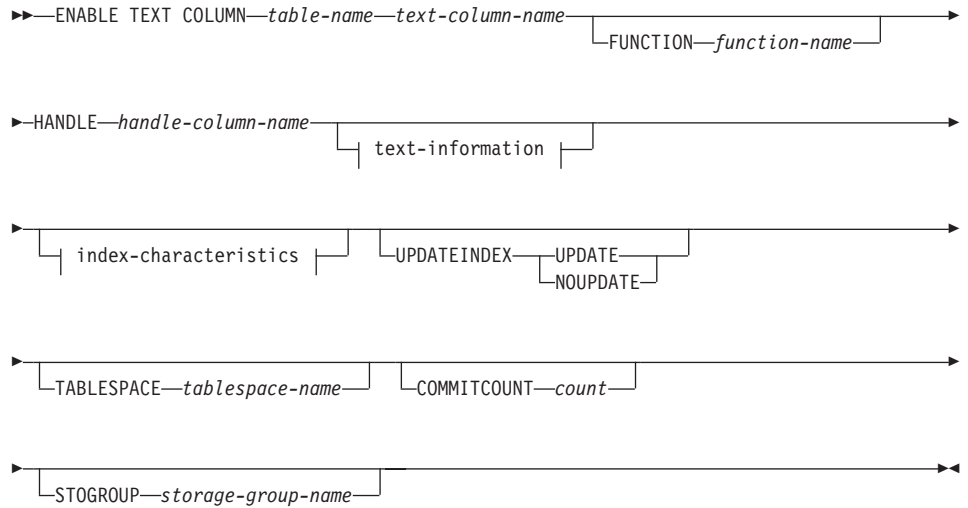 ENABLE TEXT COLUMN table-name text-column-name
FUNCTION function-name
HANDLE handle-column-name
text-information
index-characteristics
UPDATEINDEX UPDATE
NOUPDATE
TABLESPACE tablespace-name COMMITCOUNT count
STOGROUP storage-group-name